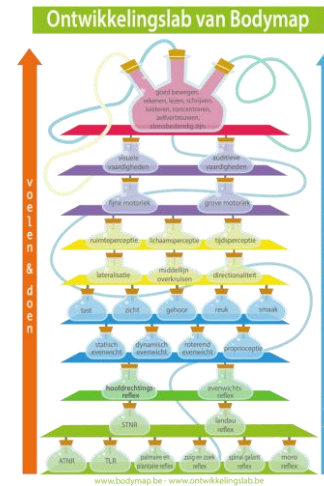 Ontwikkelingslab van Bodymap
goed bewegen,
rekenen, lezen, schrijven,
luisteren, concentreren,
zelfvertrouwen,
stressbestendig zijn
visuele
vaardigheden
auditieve
vaardigheden
fijne motoriek
grove motoriek
ruimteperceptie
lichaamsperceptie
tijdsperceptie
lateralisatie
middellijn
overkruisen
directionaliteit
tast
zicht
gehoor
reuk
smaak
statisch
evenwicht
dynamisch
evenwicht
roterend
evenwicht
proprioceptie
hoofdrechtings-
reflex
evenwichts
reflex
STNR
landau
reflex
ATNR
TLR
palmaire en
plantaire reflex
zuig en zoek
reflex
spinal galant
reflex
moro
reflex
voelen & doen
www.bodymap.be - www.ontwikkelingslab.be